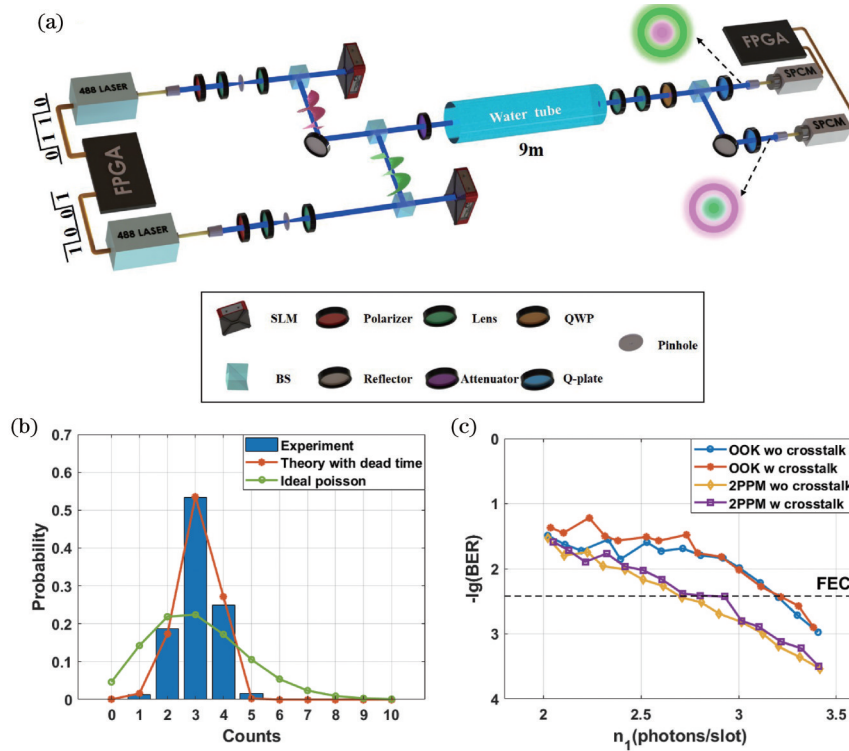 (a)
488 LASER
0 1 1 0
FPGA
1 0 0 1
488 LASER
Water tube
9m
FPGA
SPCM
SPCM
SLM
Polarizer
Lens
QWP
Pinhole
BS
Reflector
Attenuator
Q-plate
(b)
0.7
0.6
0.5
0.4
0.3
0.2
0.1
0
Probability
Experiment
Theory with dead time
Ideal poisson
0 1 2 3 4 5 6 7 8 9 10
Counts
(c)
0
1
2
3
4
-lg(BER)
OOK wo crosstalk
OOK w crosstalk
2PPM wo crosstalk
2PPM w crosstalk
FEC
2 2.5 3 3.5
n1(photons/slot)